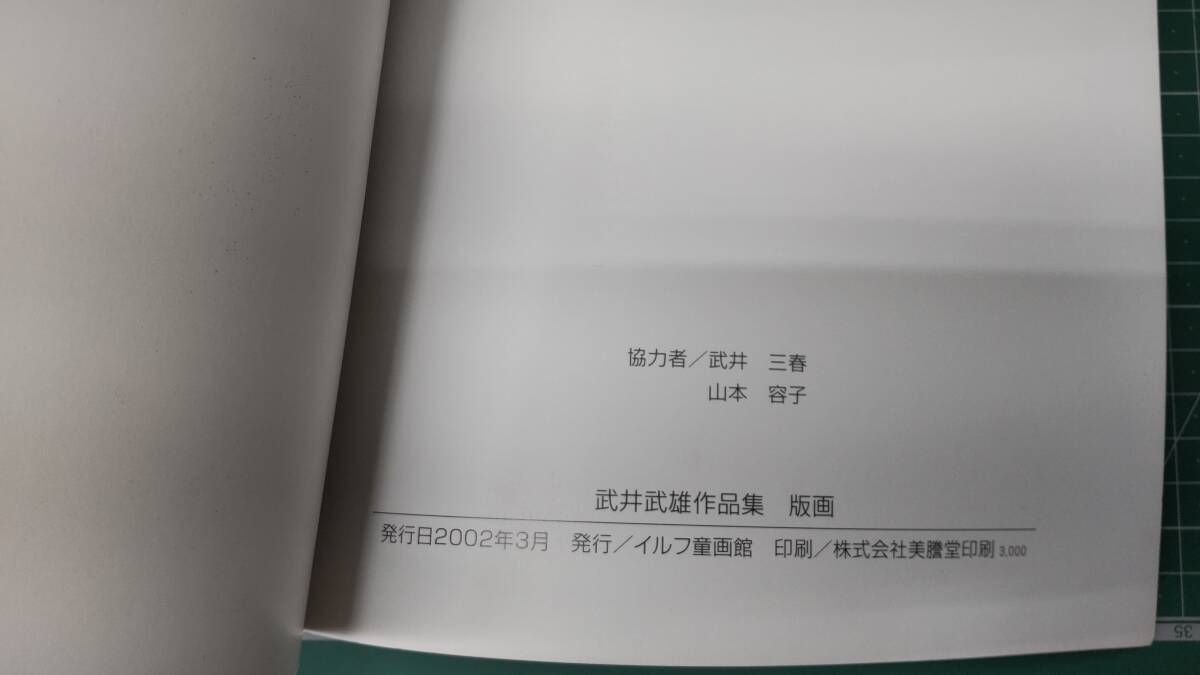 協力者／武井　三春
山本　容子
武井武雄作品集　版画
発行日2002年3月　発行／イルフ童画館　印刷／株式会社美謄堂印刷 3,000
35